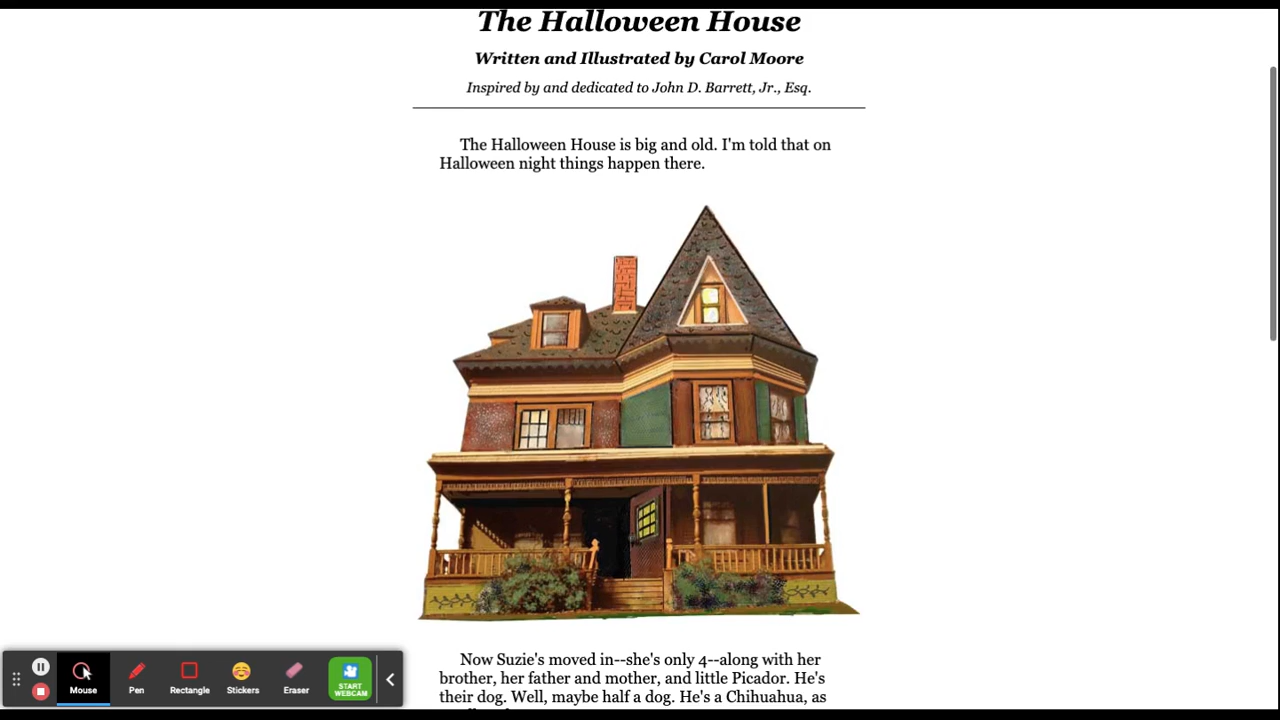 The Halloween House
Written and Illustrated by Carol Moore
Inspired by and dedicated to John D. Barrett, Jr., Esq.
The Halloween House is big and old. I'm told that on
Halloween night things happen there.
Now Suzie's moved in--she's only 4--along with her
brother, her father and mother, and little Picador. He's
their dog. Well, maybe half a dog. He's a Chihuahua, as
Mouse
Pen
Rectangle
Stickers
Eraser
START
WEBCAM